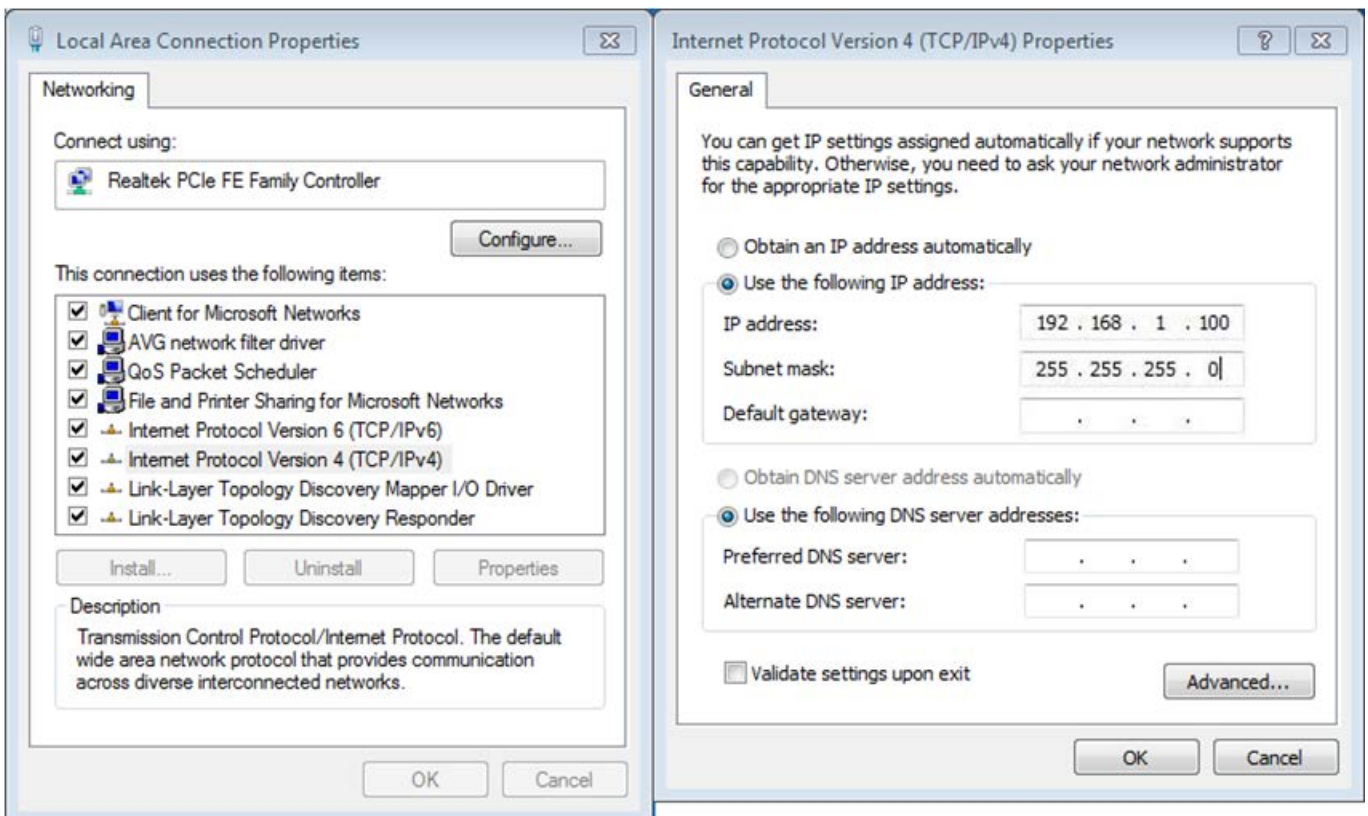 Local Area Connection Properties
Networking
Connect using:
Realtek PCIe FE Family Controller
Configure...
This connection uses the following items:
Client for Microsoft Networks
AVG network filter driver
QoS Packet Scheduler
File and Printer Sharing for Microsoft Networks
Internet Protocol Version 6 (TCP/IPv6)
Internet Protocol Version 4 (TCP/IPv4)
Link-Layer Topology Discovery Mapper I/O Driver
Link-Layer Topology Discovery Responder
Install... Uninstall Properties
Description
Transmission Control Protocol/Internet Protocol. The default
wide area network protocol that provides communication
across diverse interconnected networks.
OK Cancel
Internet Protocol Version 4 (TCP/IPv4) Properties
General
You can get IP settings assigned automatically if your network supports
this capability. Otherwise, you need to ask your network administrator
for the appropriate IP settings.
Obtain an IP address automatically
Use the following IP address:
IP address: 192 . 168 . 1 . 100
Subnet mask: 255 . 255 . 255 . 0
Default gateway: . . .
Obtain DNS server address automatically
Use the following DNS server addresses:
Preferred DNS server: . . .
Alternate DNS server: . . .
Validate settings upon exit
Advanced...
OK Cancel